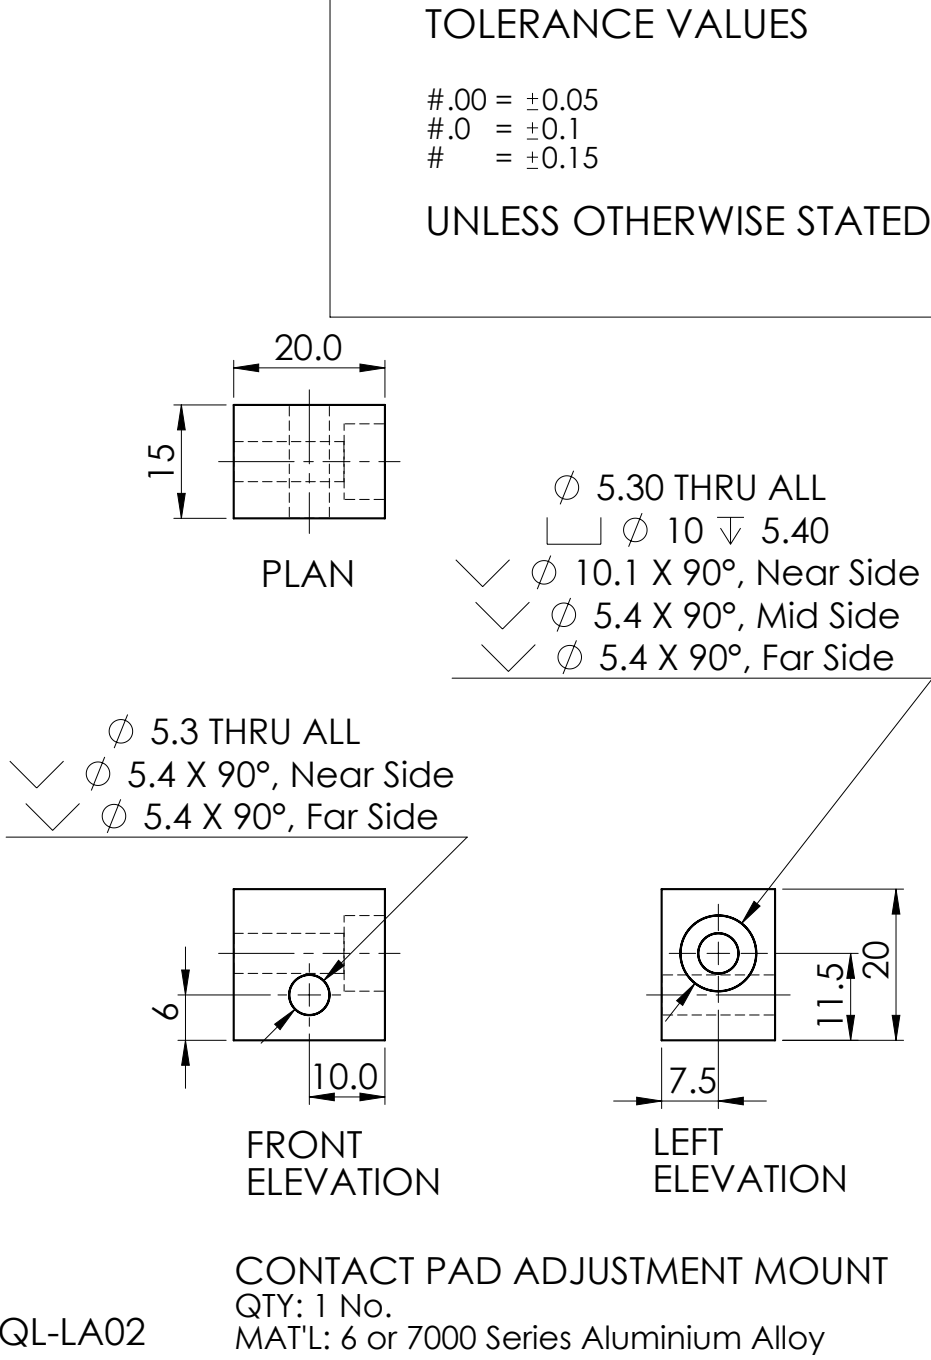 TOLERANCE VALUES
#.00 = ±0.05
#.0 = ±0.1
# = ±0.15
UNLESS OTHERWISE STATED
20.0
15
PLAN
⌀ 5.30 THRU ALL
⌴ ⌀ 10 ↧ 5.40
⌵ ⌀ 10.1 X 90°, Near Side
⌵ ⌀ 5.4 X 90°, Mid Side
⌵ ⌀ 5.4 X 90°, Far Side
⌀ 5.3 THRU ALL
⌵ ⌀ 5.4 X 90°, Near Side
⌵ ⌀ 5.4 X 90°, Far Side
6
10.0
FRONT
ELEVATION
20
11.5
7.5
LEFT
ELEVATION
CONTACT PAD ADJUSTMENT MOUNT
QTY: 1 No.
QL-LA02
MAT'L: 6 or 7000 Series Aluminium Alloy